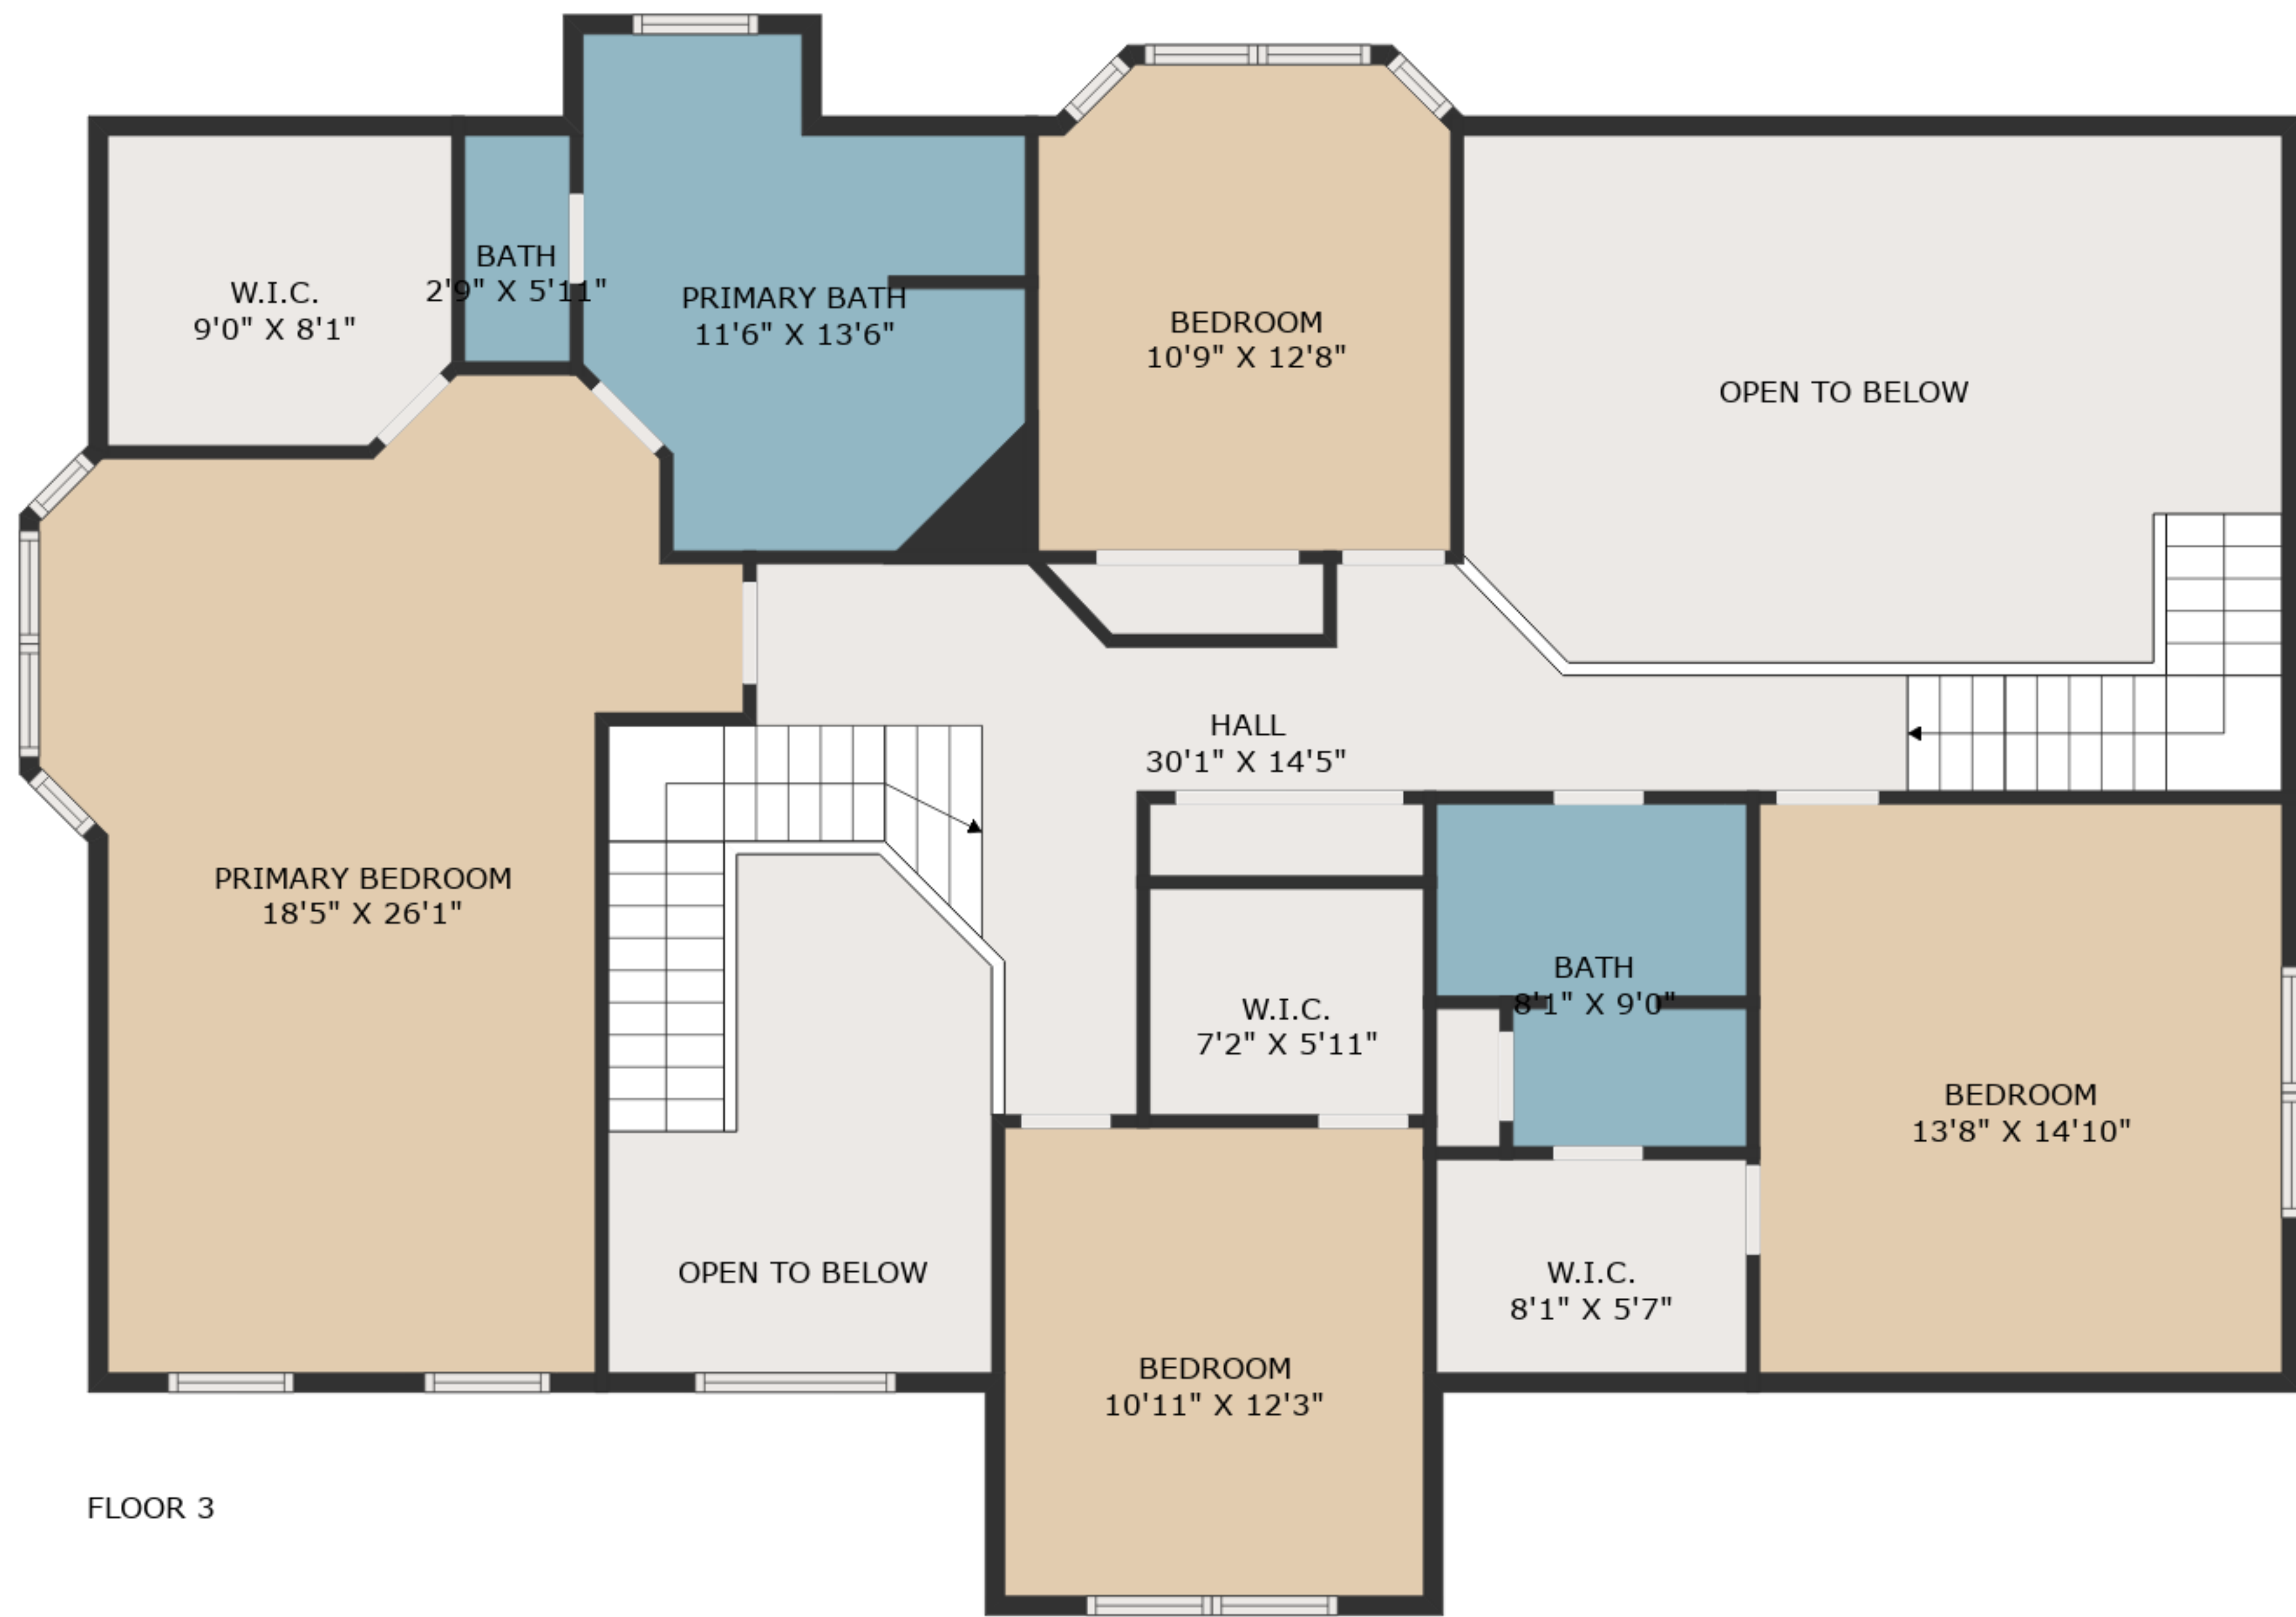 BATH
2'9" X 5'11"
W.I.C.
9'0" X 8'1"
PRIMARY BATH
11'6" X 13'6"
BEDROOM
10'9" X 12'8"
OPEN TO BELOW
HALL
30'1" X 14'5"
PRIMARY BEDROOM
18'5" X 26'1"
W.I.C.
7'2" X 5'11"
BATH
8'1" X 9'0"
BEDROOM
13'8" X 14'10"
OPEN TO BELOW
W.I.C.
8'1" X 5'7"
BEDROOM
10'11" X 12'3"
FLOOR 3